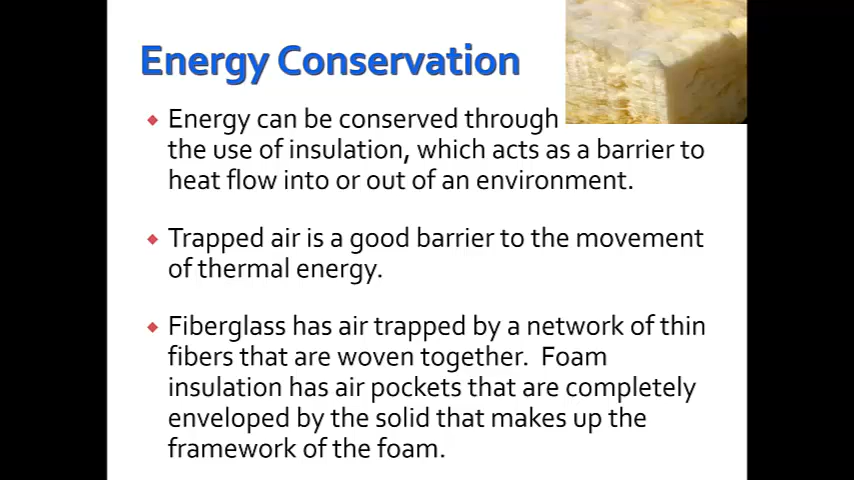 Energy Conservation
Energy can be conserved through
the use of insulation, which acts as a barrier to
heat flow into or out of an environment.
Trapped air is a good barrier to the movement
of thermal energy.
Fiberglass has air trapped by a network of thin
fibers that are woven together.  Foam
insulation has air pockets that are completely
enveloped by the solid that makes up the
framework of the foam.